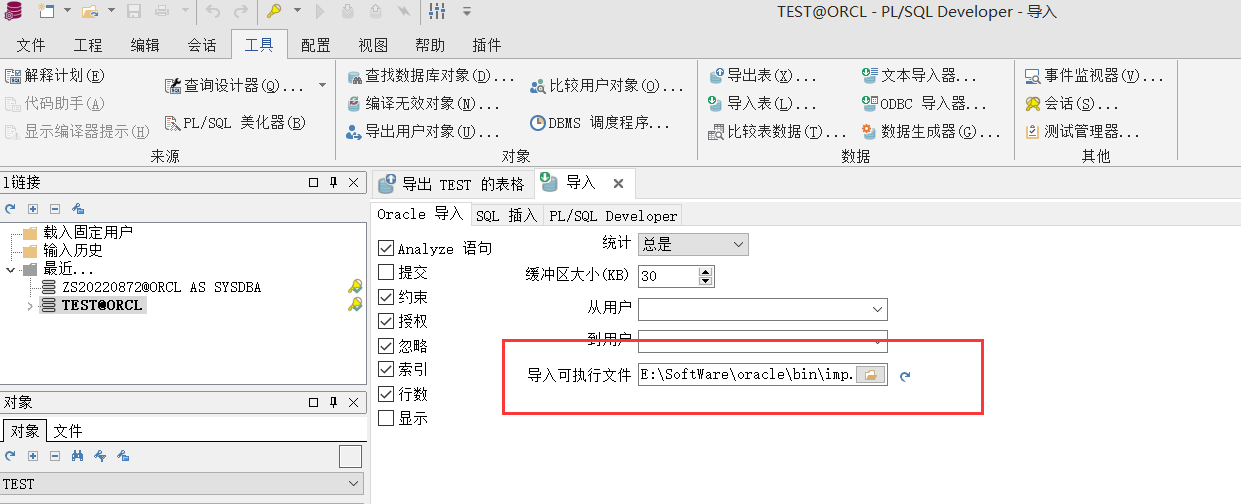 TEST@ORCL - PL/SQL Developer - 导入
文件 工程 编辑 会话 工具 配置 视图 帮助 插件
解释计划(E) 查询设计器(Q)... 查找数据库对象(D)... 比较用户对象(O)... 导出表(X)... 文本导入器... 事件监视器(V)...
代码助手(A) 编译无效对象(N)... 导入表(L)... ODBC 导入器... 会话(S)...
显示编译器提示(H) PL/SQL 美化器(B) 导出用户对象(U)... DBMS 调度程序... 比较表数据(T)... 数据生成器(G)... 测试管理器...
来源 对象 数据 其他
l链接
载入固定用户
输入历史
最近...
ZS20220872@ORCL AS SYSDBA
TEST@ORCL
对象
对象 文件
TEST
导出 TEST 的表格 导入
Oracle 导入 SQL 插入 PL/SQL Developer
Analyze 语句
提交
约束
授权
忽略
索引
行数
显示
统计 总是
缓冲区大小(KB) 30
从用户
到用户
导入可执行文件 E:\SoftWare\oracle\bin\imp.